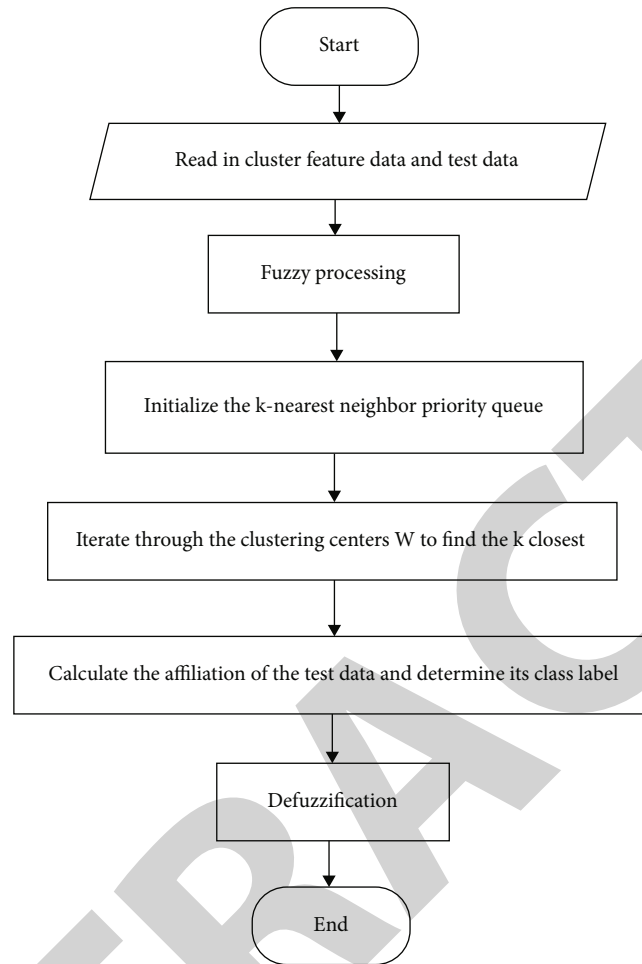 Start
Read in cluster feature data and test data
Fuzzy processing
Initialize the k-nearest neighbor priority queue
Iterate through the clustering centers W to find the k closest
Calculate the affiliation of the test data and determine its class label
Defuzzification
End
TRACT